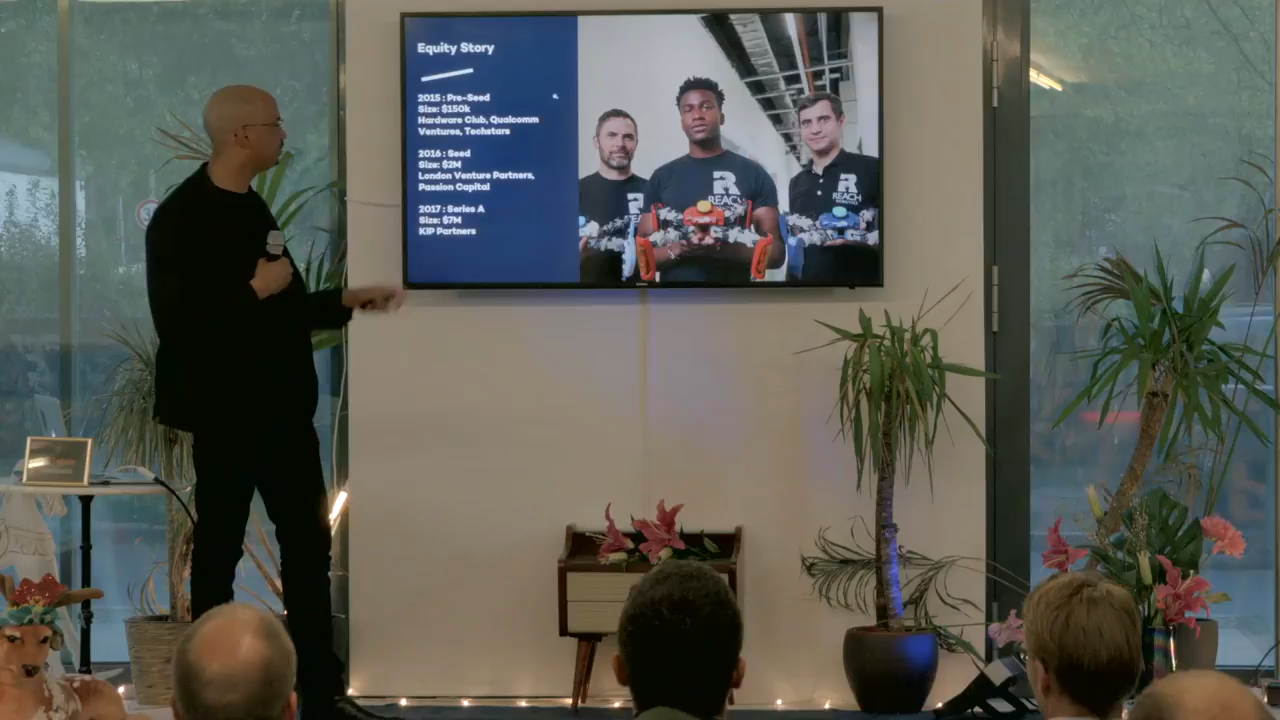 Equity Story
2015 : Pre-Seed
Size: $150k
Hardware Club, Qualcomm
Ventures, Techstars
2016 : Seed
Size: $2M
London Venture Partners,
Passion Capital
2017 : Series A
Size: $7M
KIP Partners
R
REACH
R
REACH
ROBOTICS